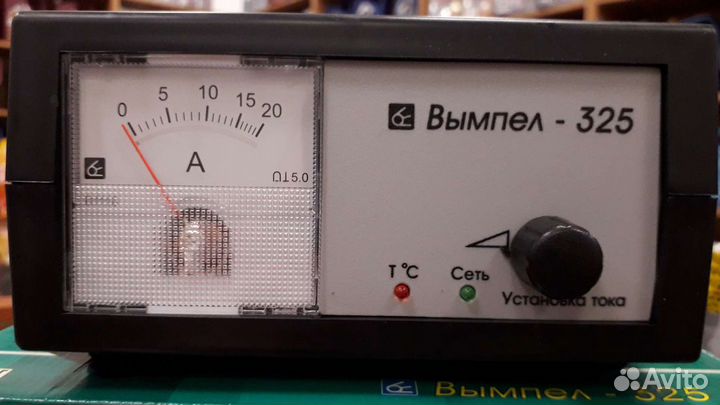 0 5 10 15 20
A
5.0
Вымпел - 325
T °C
Сеть
Установка тока
Вымпел - 325
Avito